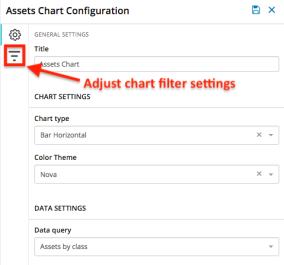 Assets Chart Configuration
GENERAL SETTINGS
Title
Assets Chart
Adjust chart filter settings
CHART SETTINGS
Chart type
Bar Horizontal
Color Theme
Nova
DATA SETTINGS
Data query
Assets by class